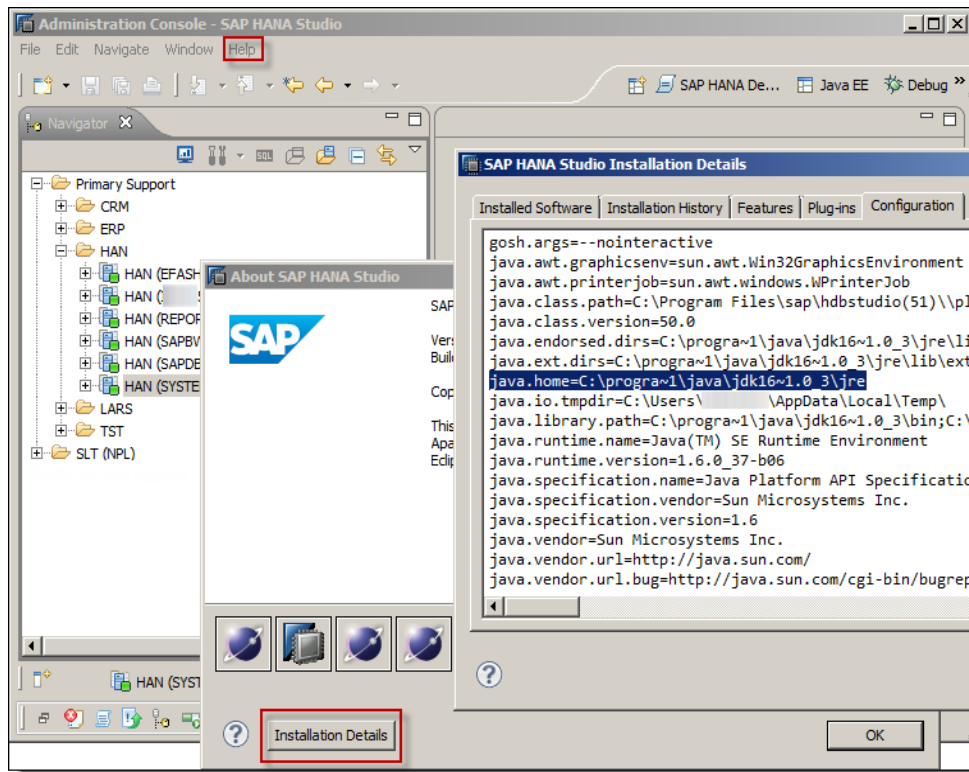 Administration Console - SAP HANA Studio
File Edit Navigate Window Help
SAP HANA De... Java EE Debug »
Navigator
SQL
Primary Support
CRM
ERP
HAN
HAN (EFASH
HAN (
HAN (REPOR
HAN (SAPBV
HAN (SAPDE
HAN (SYSTE
LARS
TST
SLT (NPL)
HAN (SYST
About SAP HANA Studio
SAP
SAP
Vers
Build
Cop
This
Apa
Eclip
Installation Details
OK
SAP HANA Studio Installation Details
Installed Software Installation History Features Plug-ins Configuration
gosh.args=--nointeractive
java.awt.graphicsenv=sun.awt.Win32GraphicsEnvironment
java.awt.printerjob=sun.awt.windows.WPrinterJob
java.class.path=C:\Program Files\sap\hdbstudio(51)\\pl
java.class.version=50.0
java.endorsed.dirs=C:\progra~1\java\jdk16~1.0_3\jre\li
java.ext.dirs=C:\progra~1\java\jdk16~1.0_3\jre\lib\ext
java.home=C:\progra~1\java\jdk16~1.0_3\jre
java.io.tmpdir=C:\Users\ \AppData\Local\Temp\
java.library.path=C:\progra~1\java\jdk16~1.0_3\bin;C:\
java.runtime.name=Java(TM) SE Runtime Environment
java.runtime.version=1.6.0_37-b06
java.specification.name=Java Platform API Specificatio
java.specification.vendor=Sun Microsystems Inc.
java.specification.version=1.6
java.vendor=Sun Microsystems Inc.
java.vendor.url=http://java.sun.com/
java.vendor.url.bug=http://java.sun.com/cgi-bin/bugrep